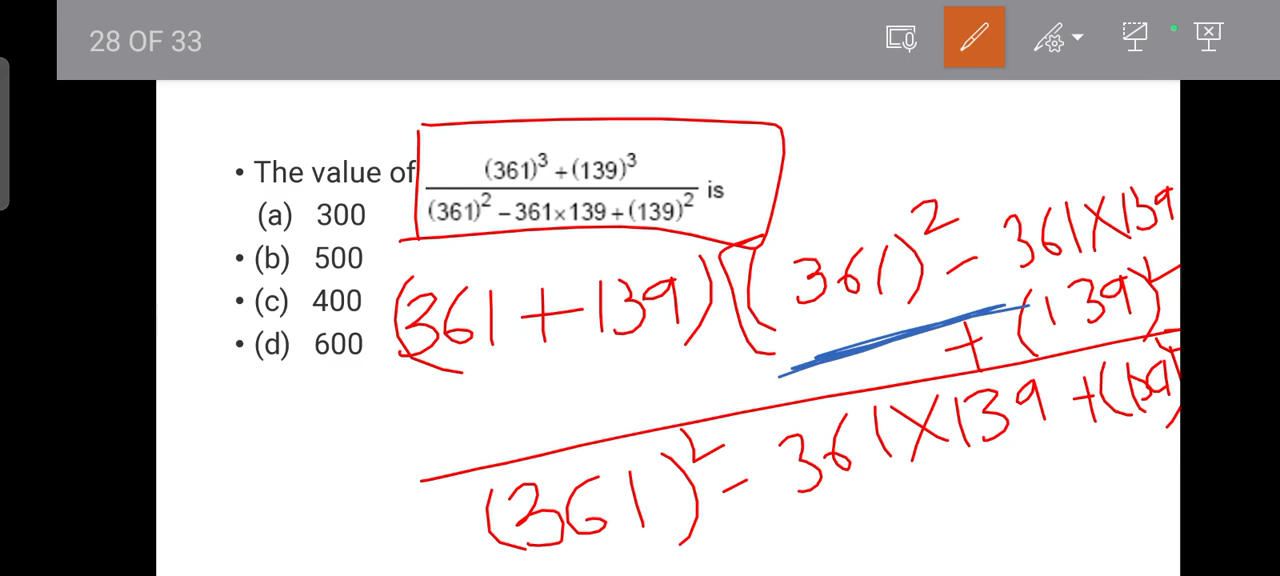 28 OF 33
• The value of (361)³ + (139)³ / (361)² − 361×139 + (139)² is
(a) 300
• (b) 500
• (c) 400
• (d) 600
(361 + 139) ( 361)² − 361×139
+ (139)²
(361)² − 361×139 + (139)